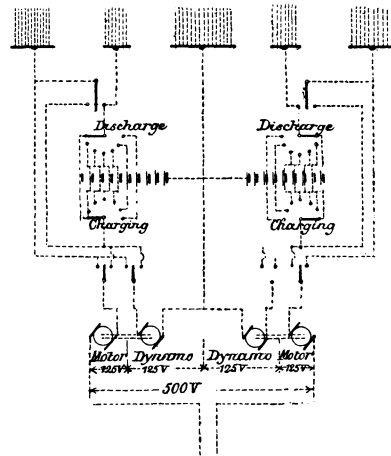 Discharge Discharge
Charging Charging
Motor Dynamo Dynamo Motor
125V 125V 125V 125V
500V